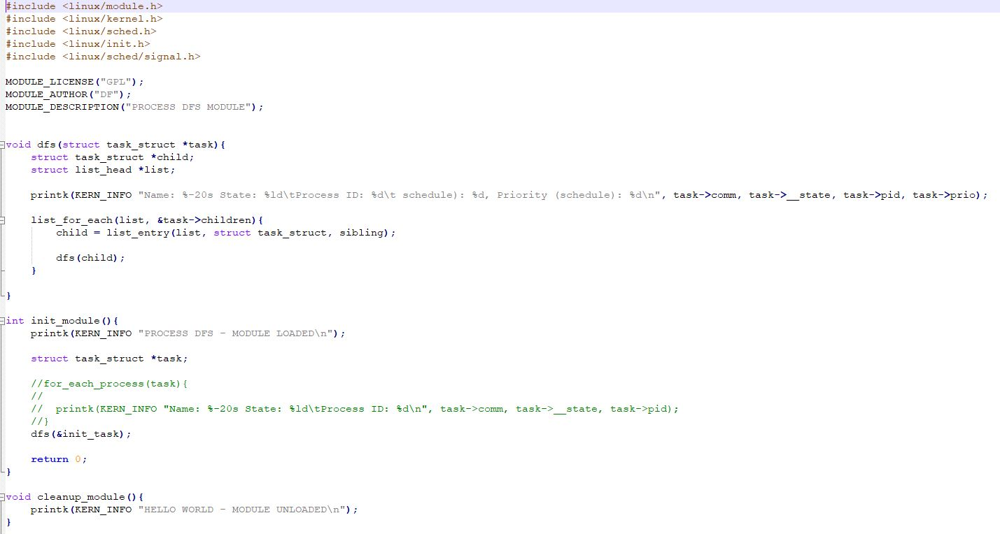 #include <linux/module.h>
#include <linux/kernel.h>
#include <linux/sched.h>
#include <linux/init.h>
#include <linux/sched/signal.h>
MODULE_LICENSE("GPL");
MODULE_AUTHOR("DF");
MODULE_DESCRIPTION("PROCESS DFS MODULE");
void dfs(struct task_struct *task){
    struct task_struct *child;
    struct list_head *list;
    printk(KERN_INFO "Name: %-20s State: %ld\tProcess ID: %d\t schedule): %d, Priority (schedule): %d\n", task->comm, task->__state, task->pid, task->prio);
    list_for_each(list, &task->children){
        child = list_entry(list, struct task_struct, sibling);
        dfs(child);
    }
}
int init_module(){
    printk(KERN_INFO "PROCESS DFS - MODULE LOADED\n");
    struct task_struct *task;
    //for_each_process(task){
    //
    //  printk(KERN_INFO "Name: %-20s State: %ld\tProcess ID: %d\n", task->comm, task->__state, task->pid);
    //}
    dfs(&init_task);
    return 0;
}
void cleanup_module(){
    printk(KERN_INFO "HELLO WORLD - MODULE UNLOADED\n");
}